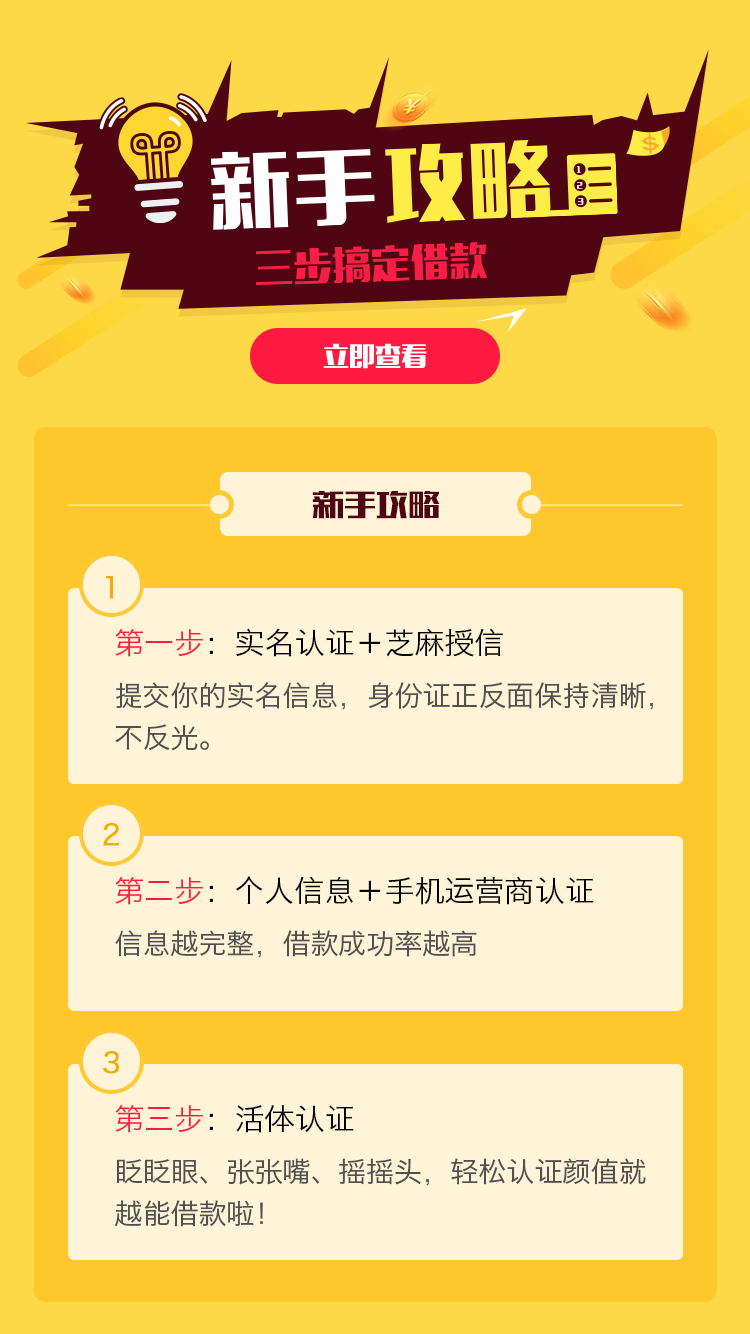 新手攻略
1
2
3
三步搞定借款
立即查看
新手攻略
1
第一步：实名认证＋芝麻授信
提交你的实名信息，身份证正反面保持清晰，
不反光。
2
第二步：个人信息＋手机运营商认证
信息越完整，借款成功率越高
3
第三步：活体认证
眨眨眼、张张嘴、摇摇头，轻松认证颜值就
越能借款啦！